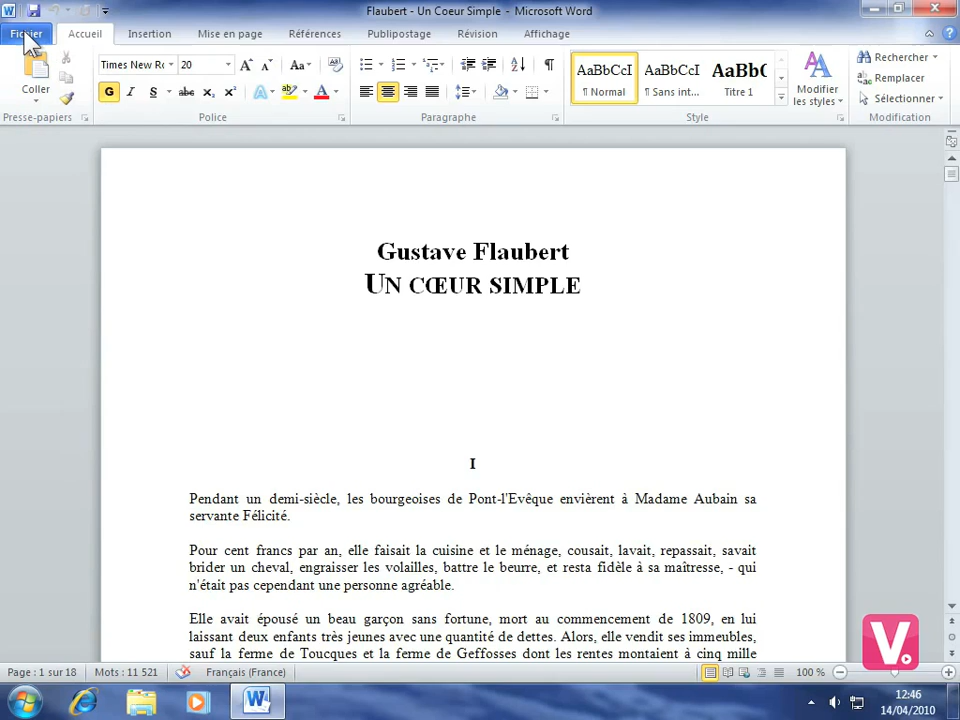 Flaubert - Un Coeur Simple - Microsoft Word
Fichier Accueil Insertion Mise en page Références Publipostage Révision Affichage
Coller
Times New Ro 20
G I S abc x₂ x² A ab A
Aa
AaBbCcI AaBbCcI AaBbC
¶ Normal ¶ Sans int... Titre 1
Modifier les styles
Rechercher
Remplacer
Sélectionner
Presse-papiers Police Paragraphe Style Modification
Gustave Flaubert
UN CŒUR SIMPLE
I
Pendant un demi-siècle, les bourgeoises de Pont-l'Evêque envièrent à Madame Aubain sa
servante Félicité.
Pour cent francs par an, elle faisait la cuisine et le ménage, cousait, lavait, repassait, savait
brider un cheval, engraisser les volailles, battre le beurre, et resta fidèle à sa maîtresse, - qui
n'était pas cependant une personne agréable.
Elle avait épousé un beau garçon sans fortune, mort au commencement de 1809, en lui
laissant deux enfants très jeunes avec une quantité de dettes. Alors, elle vendit ses immeubles,
sauf la ferme de Toucques et la ferme de Geffosses dont les rentes montaient à cinq mille
Page : 1 sur 18 Mots : 11 521 Français (France) 100 %
12:46
14/04/2010